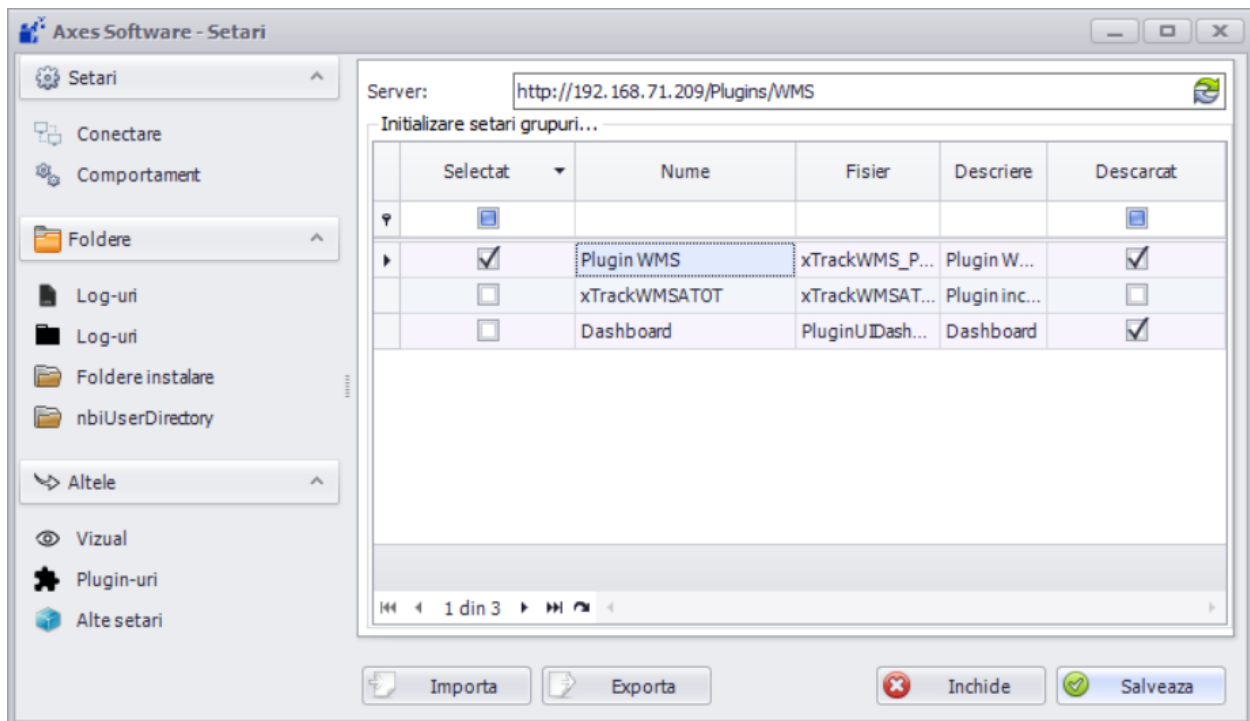 Axes Software - Setari
Setari
Conectare
Comportament
Foldere
Log-uri
Log-uri
Foldere instalare
nbiUserDirectory
Altele
Vizual
Plugin-uri
Alte setari
Server: http://192.168.71.209/Plugins/WMS
Initializare setari grupuri...
Selectat Nume Fisier Descriere Descarcat
Plugin WMS xTrackWMS_P... Plugin W...
xTrackWMSATOT xTrackWMSAT... Plugin inc...
Dashboard PluginUIDash... Dashboard
1 din 3
Importa Exporta Inchide Salveaza